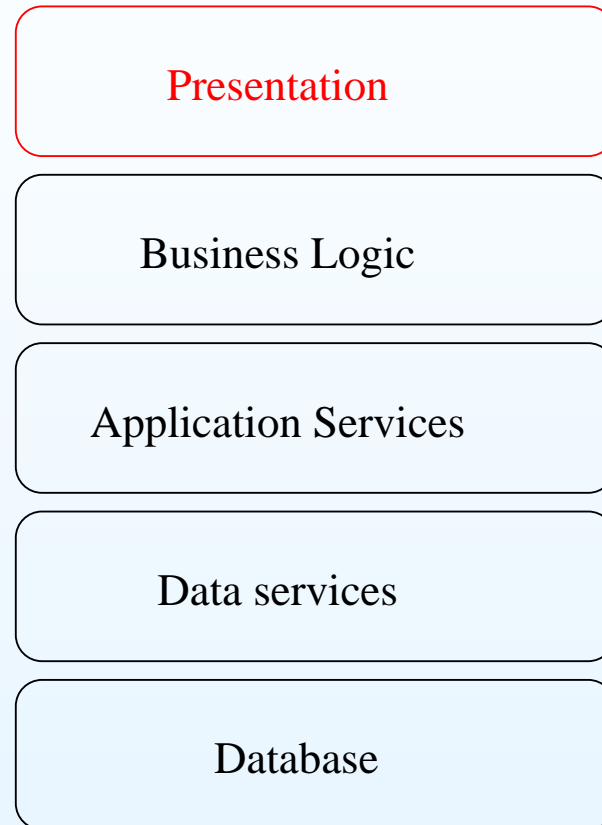 Presentation
Business Logic
Application Services
Data services
Database